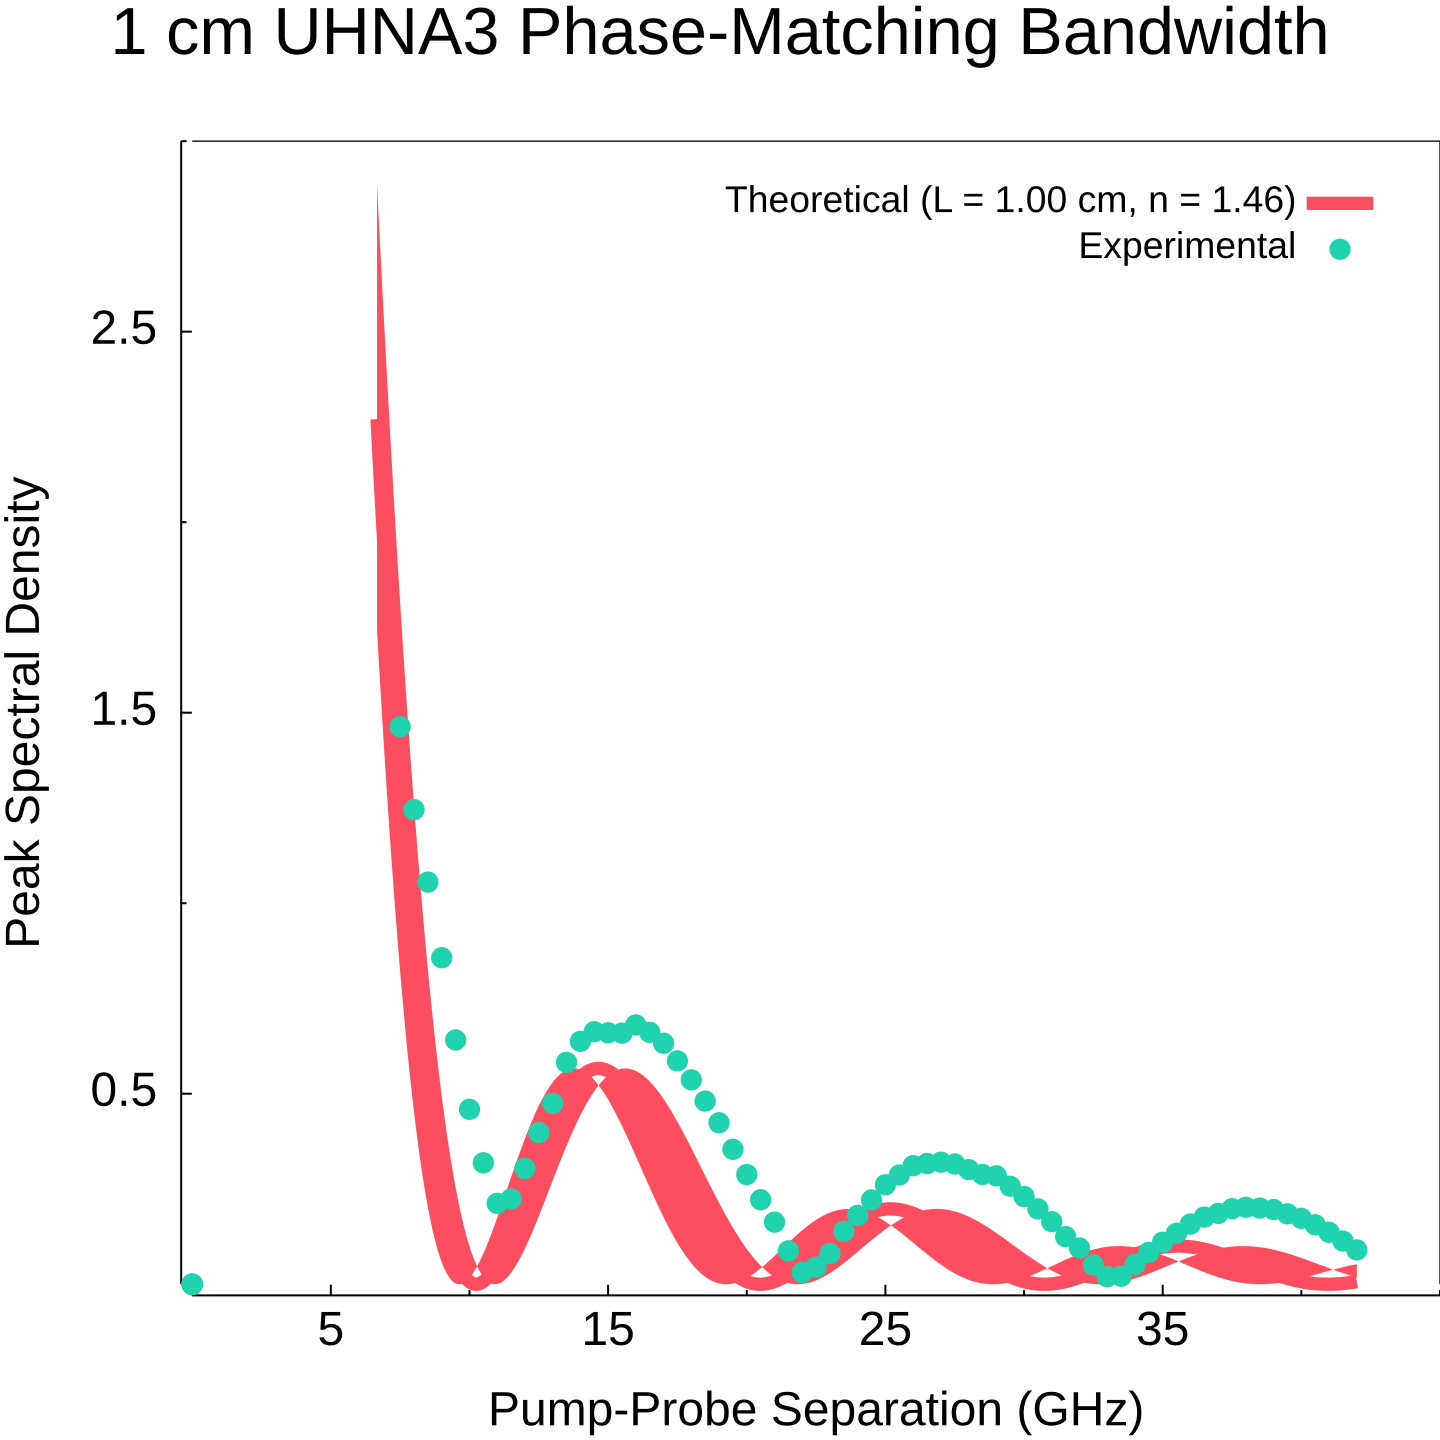 1 cm UHNA3 Phase-Matching Bandwidth
Theoretical (L = 1.00 cm, n = 1.46)
Experimental
2.5
1.5
0.5
Peak Spectral Density
5 15 25 35
Pump-Probe Separation (GHz)